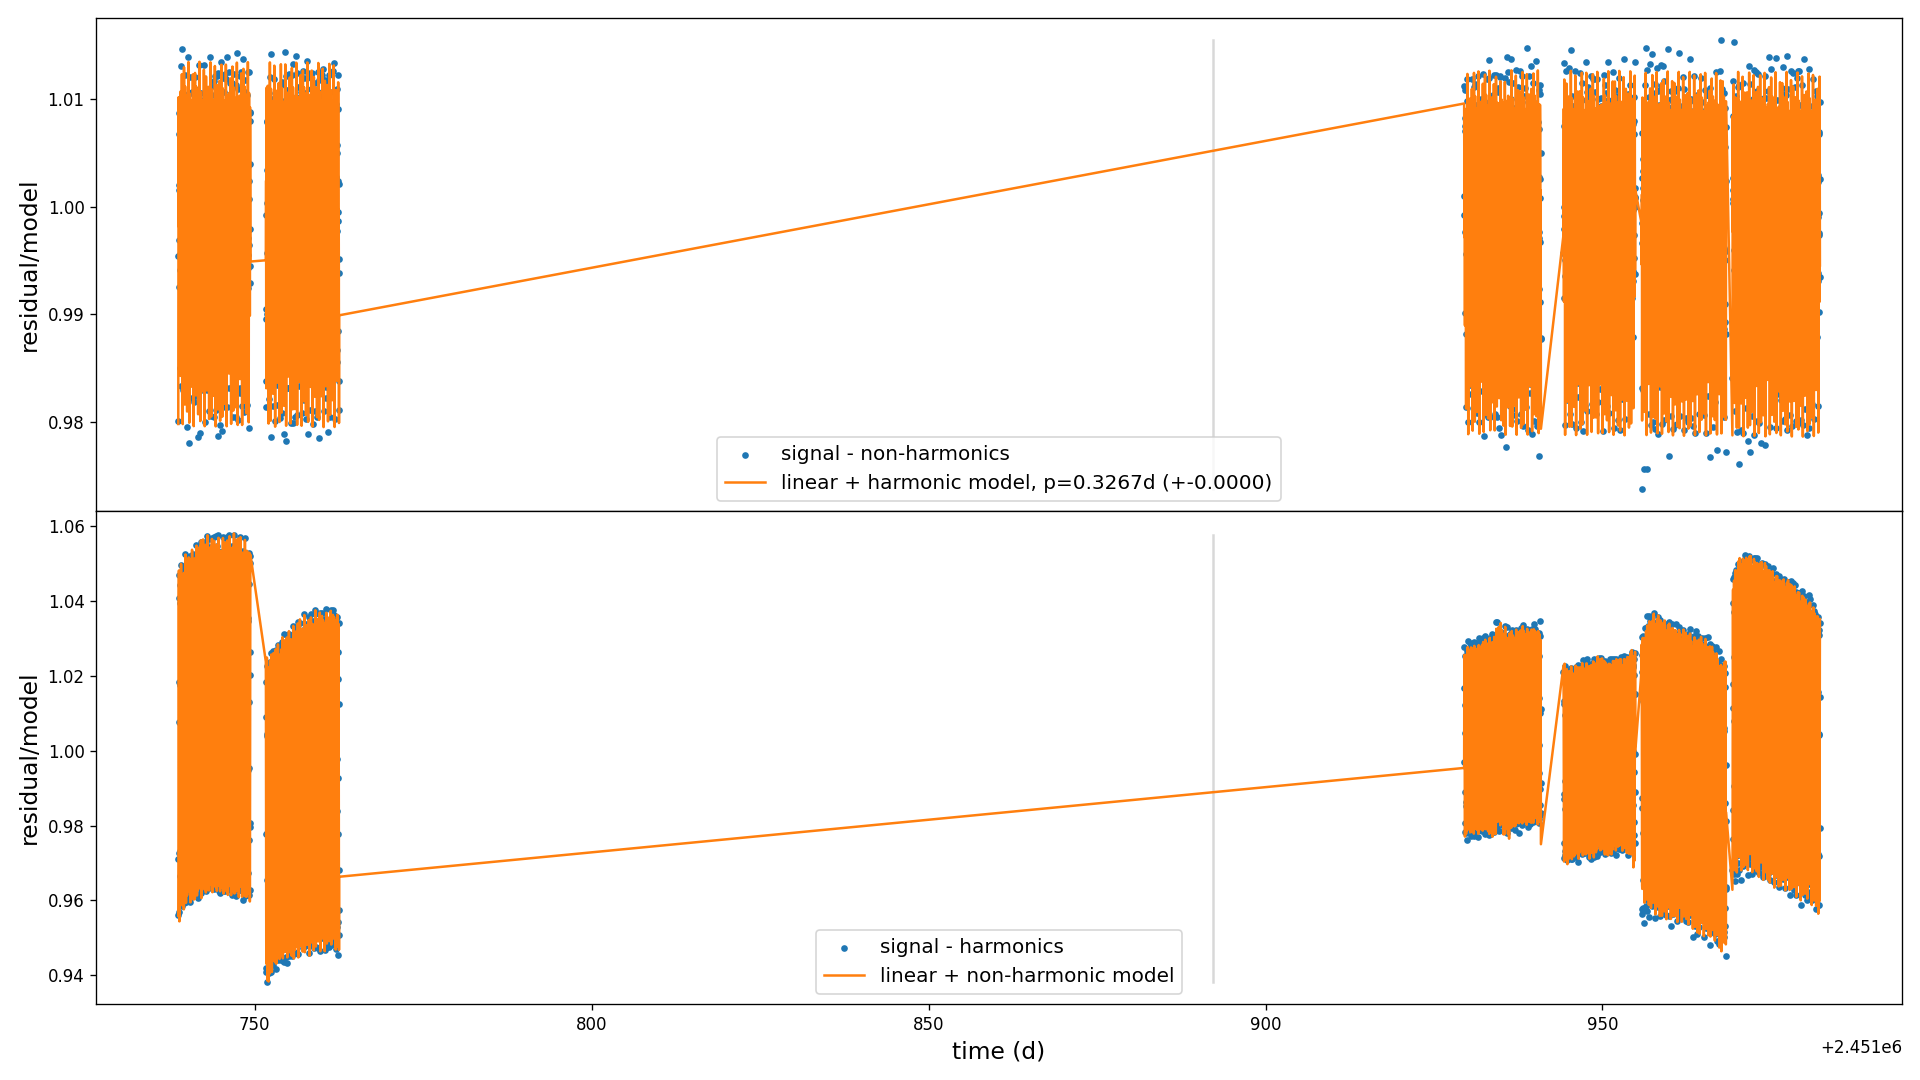 1.01
1.00
0.99
0.98
residual/model
signal - non-harmonics
linear + harmonic model, p=0.3267d (+-0.0000)
1.06
1.04
1.02
1.00
0.98
0.96
0.94
residual/model
signal - harmonics
linear + non-harmonic model
750
800
850
900
950
time (d)
+2.451e6